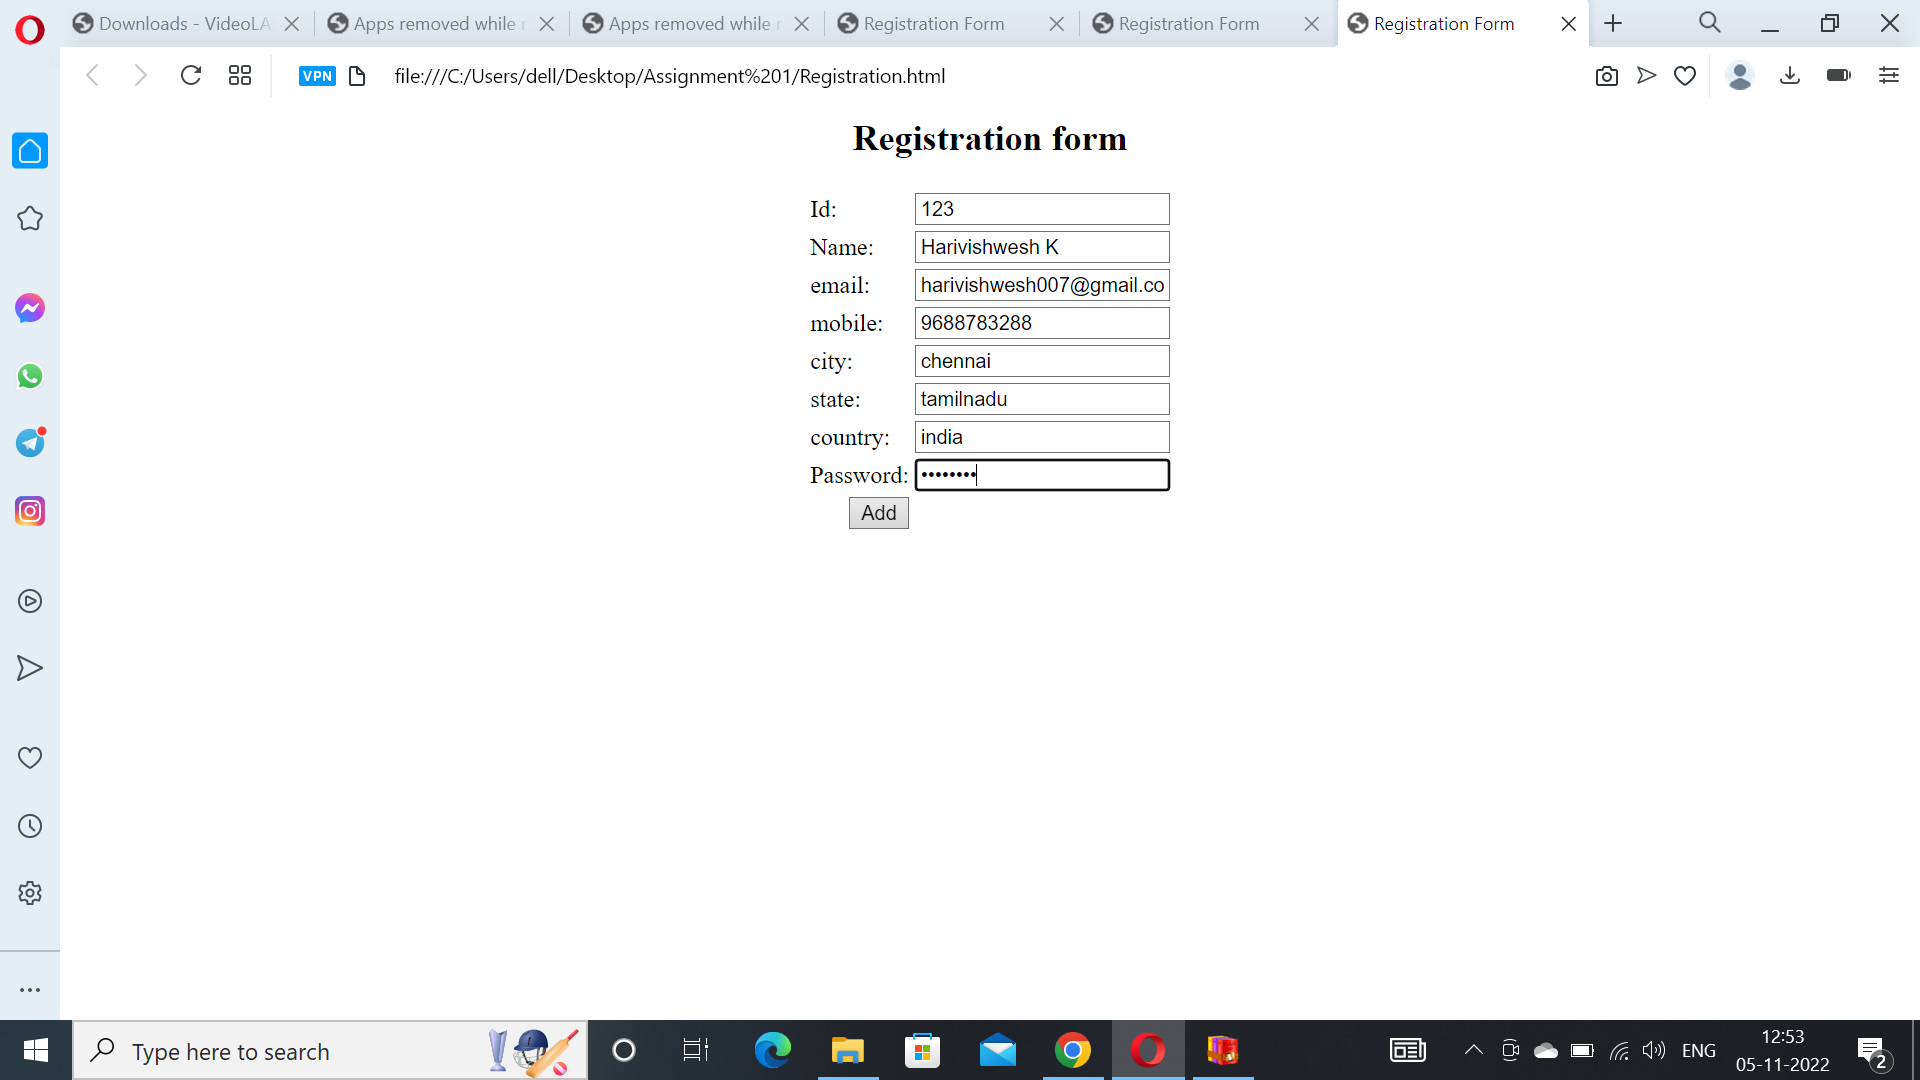 Downloads - VideoLA
Apps removed while r
Apps removed while r
Registration Form
Registration Form
Registration Form
VPN
file:///C:/Users/dell/Desktop/Assignment%201/Registration.html
Registration form
Id: 123
Name: Harivishwesh K
email: harivishwesh007@gmail.co
mobile: 9688783288
city: chennai
state: tamilnadu
country: india
Password: ••••••••
Add
Type here to search
ENG
12:53
05-11-2022
2